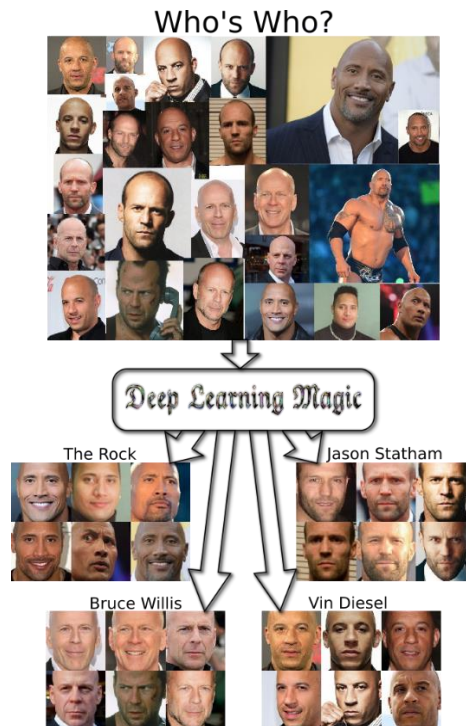 Who's Who?
Deep Learning Magic
The Rock
Jason Statham
Bruce Willis
Vin Diesel